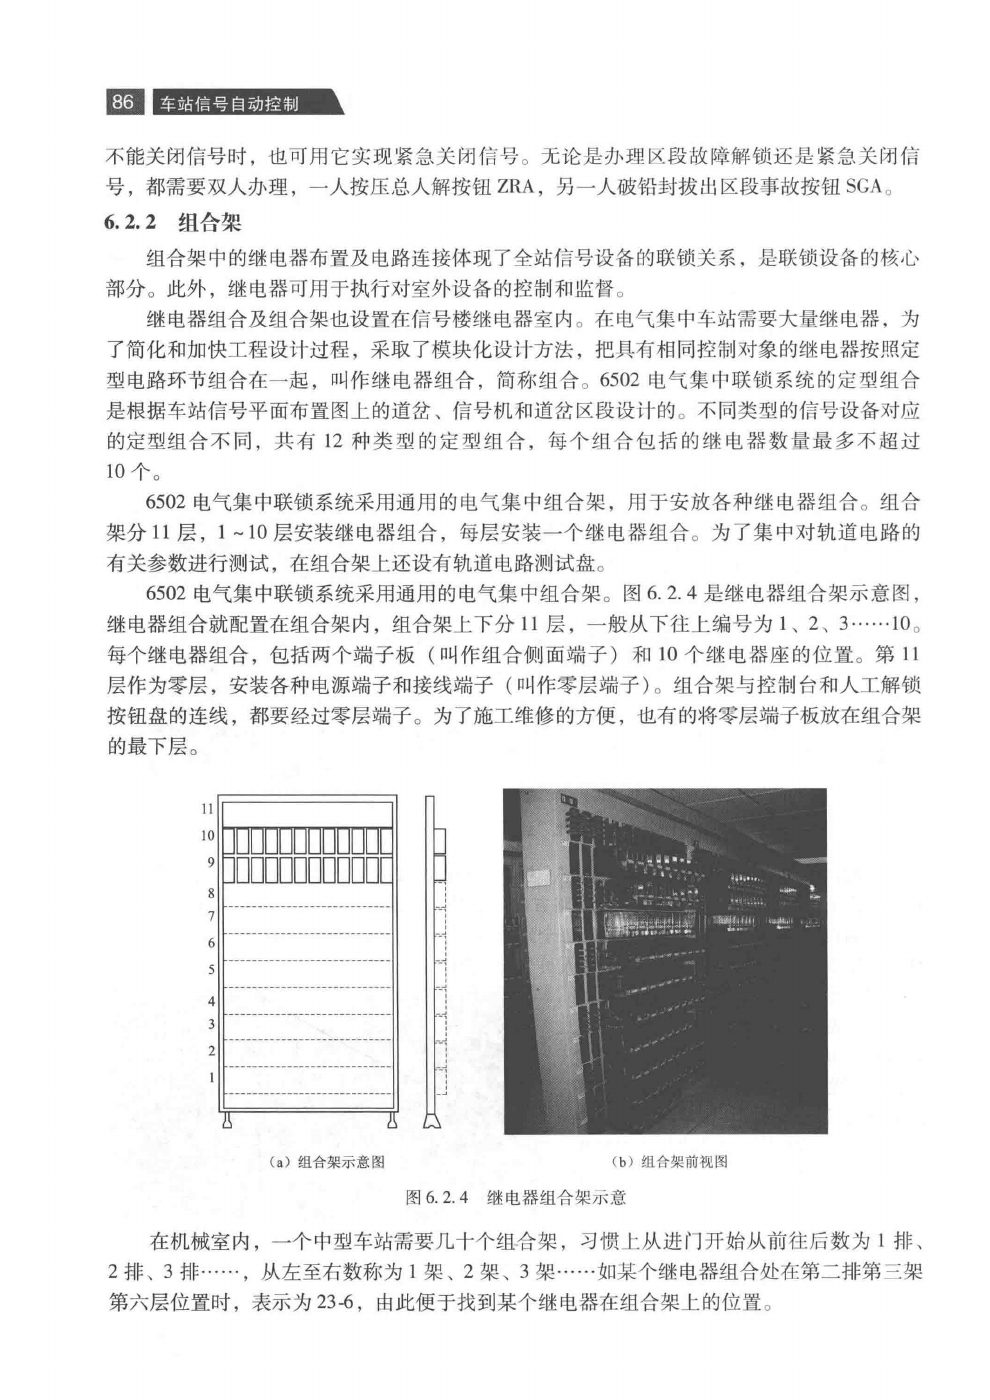 86 车站信号自动控制
不能关闭信号时，也可用它实现紧急关闭信号。无论是办理区段故障解锁还是紧急关闭信
号，都需要双人办理，一人按压总人解按钮 ZRA，另一人破铅封拔出区段事故按钮 SGA。
6.2.2 组合架
组合架中的继电器布置及电路连接体现了全站信号设备的联锁关系，是联锁设备的核心
部分。此外，继电器可用于执行对室外设备的控制和监督。
继电器组合及组合架也设置在信号楼继电器室内。在电气集中车站需要大量继电器，为
了简化和加快工程设计过程，采取了模块化设计方法，把具有相同控制对象的继电器按照定
型电路环节组合在一起，叫作继电器组合，简称组合。6502 电气集中联锁系统的定型组合
是根据车站信号平面布置图上的道岔、信号机和道岔区段设计的。不同类型的信号设备对应
的定型组合不同，共有 12 种类型的定型组合，每个组合包括的继电器数量最多不超过
10 个。
6502 电气集中联锁系统采用通用的电气集中组合架，用于安放各种继电器组合。组合
架分 11 层，1～10 层安装继电器组合，每层安装一个继电器组合。为了集中对轨道电路的
有关参数进行测试，在组合架上还设有轨道电路测试盘。
6502 电气集中联锁系统采用通用的电气集中组合架。图 6.2.4 是继电器组合架示意图，
继电器组合就配置在组合架内，组合架上下分 11 层，一般从下往上编号为 1、2、3……10。
每个继电器组合，包括两个端子板（叫作组合侧面端子）和 10 个继电器座的位置。第 11
层作为零层，安装各种电源端子和接线端子（叫作零层端子）。组合架与控制台和人工解锁
按钮盘的连线，都要经过零层端子。为了施工维修的方便，也有的将零层端子板放在组合架
的最下层。
11
10
9
8
7
6
5
4
3
2
1
（a）组合架示意图
（b）组合架前视图
图 6.2.4 继电器组合架示意
在机械室内，一个中型车站需要几十个组合架，习惯上从进门开始从前往后数为 1 排、
2 排、3 排……，从左至右数称为 1 架、2 架、3 架……如某个继电器组合处在第二排第三架
第六层位置时，表示为 23-6，由此便于找到某个继电器在组合架上的位置。